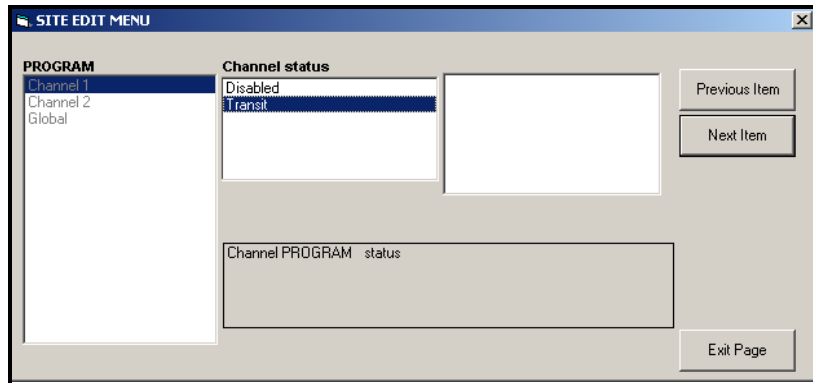 SITE EDIT MENU
PROGRAM
Channel 1
Channel 2
Global
Channel status
Disabled
Transit
Previous Item
Next Item
Channel PROGRAM status
Exit Page